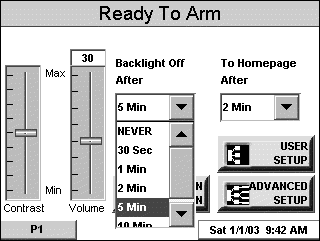 Ready To Arm
30
Backlight Off
After
To Homepage
After
Max
5 Min
2 Min
NEVER
30 Sec
1 Min
2 Min
5 Min
10 Min
USER
SETUP
ADVANCED
SETUP
Min
Contrast
Volume
P1
Sat 1/1/03 9:42 AM